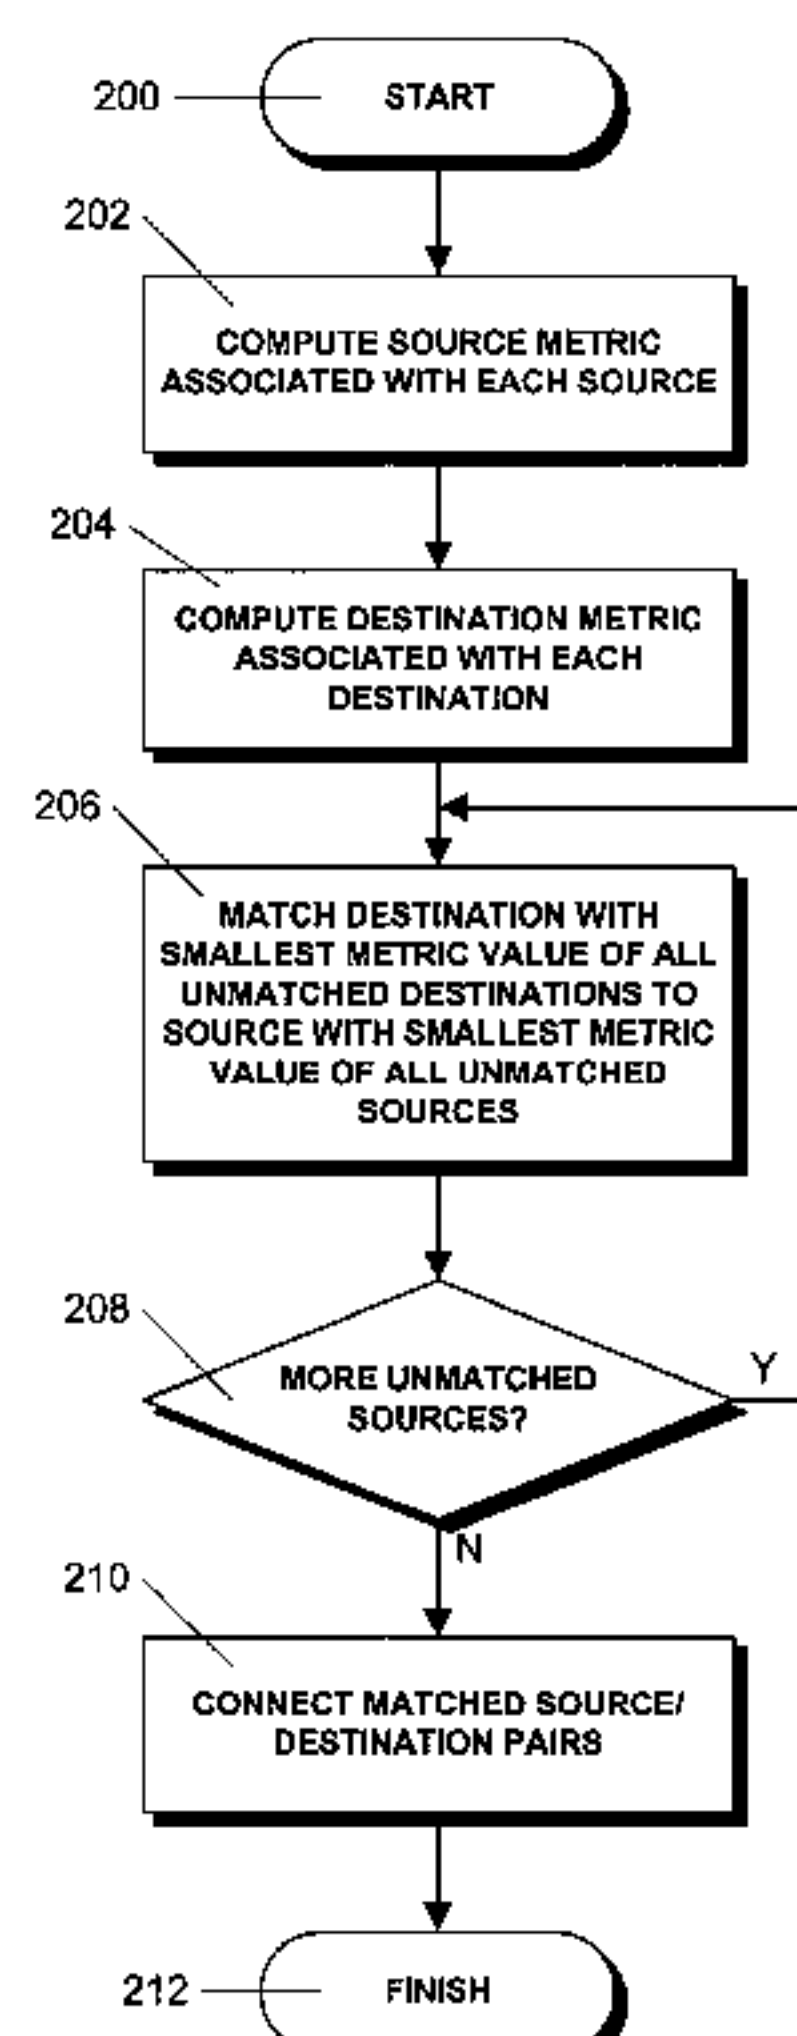 200
START
202
COMPUTE SOURCE METRIC
ASSOCIATED WITH EACH SOURCE
204
COMPUTE DESTINATION METRIC
ASSOCIATED WITH EACH
DESTINATION
206
MATCH DESTINATION WITH
SMALLEST METRIC VALUE OF ALL
UNMATCHED DESTINATIONS TO
SOURCE WITH SMALLEST METRIC
VALUE OF ALL UNMATCHED
SOURCES
208
MORE UNMATCHED
SOURCES?
Y
N
210
CONNECT MATCHED SOURCE/
DESTINATION PAIRS
212
FINISH